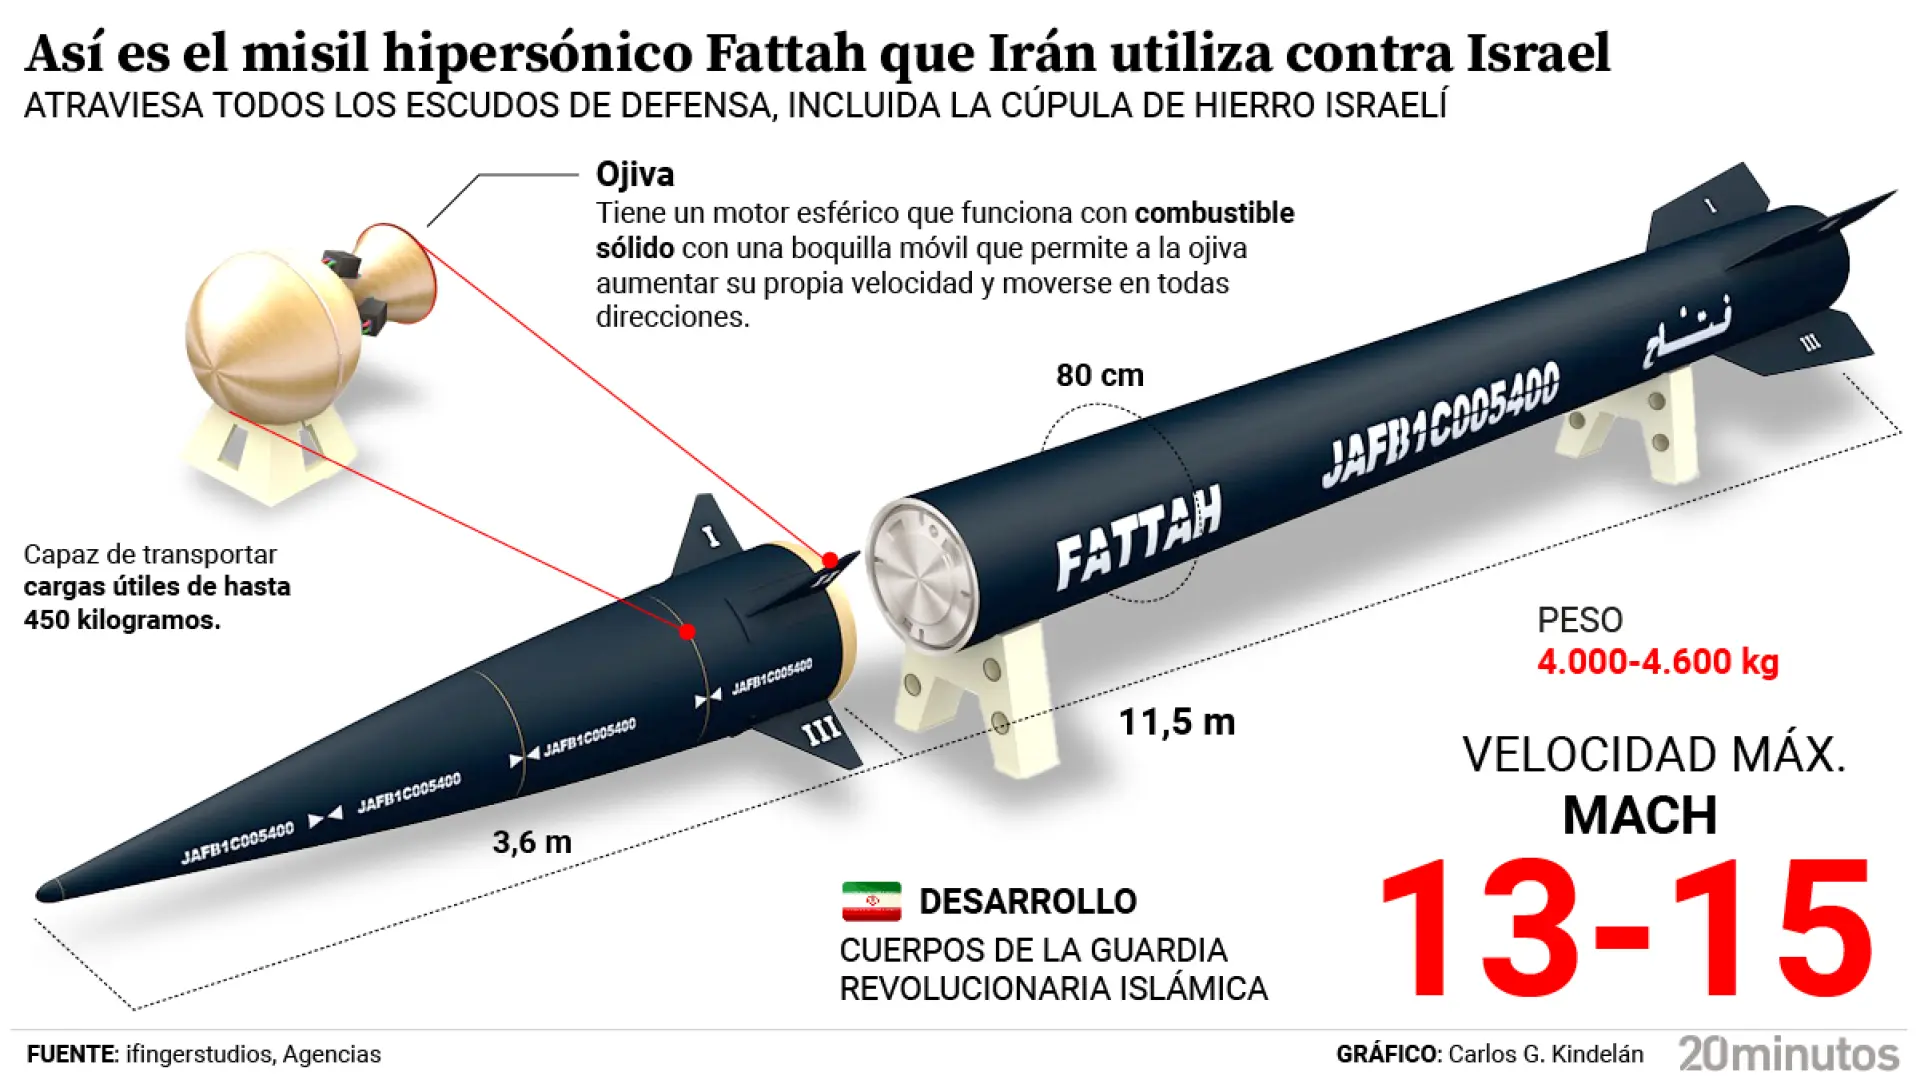 Así es el misil hipersónico Fattah que Irán utiliza contra Israel
ATRAVIESA TODOS LOS ESCUDOS DE DEFENSA, INCLUIDA LA CÚPULA DE HIERRO ISRAELÍ
Ojiva
Tiene un motor esférico que funciona con combustible
sólido con una boquilla móvil que permite a la ojiva
aumentar su propia velocidad y moverse en todas
direcciones.
Capaz de transportar
cargas útiles de hasta
450 kilogramos.
80 cm
I
III
فتاح
JAFB1C005400
FATTAH
I
II
III
JAFB1C005400
JAFB1C005400
JAFB1C005400
JAFB1C005400
3,6 m
11,5 m
PESO
4.000-4.600 kg
VELOCIDAD MÁX.
MACH
13-15
DESARROLLO
CUERPOS DE LA GUARDIA
REVOLUCIONARIA ISLÁMICA
FUENTE: ifingerstudios, Agencias
GRÁFICO: Carlos G. Kindelán
20minutos